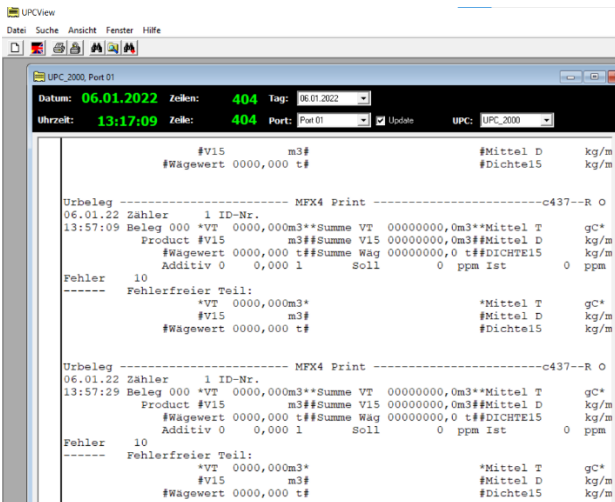 UPCView
Datei Suche Ansicht Fenster Hilfe
UPC_2000, Port 01
Datum: 06.01.2022 Zeilen: 404 Tag: 06.01.2022
Uhrzeit: 13:17:09 Zeile: 404 Port: Port 01 Update UPC: UPC_2000
#V15 m3# #Mittel D kg/m
#Wägewert 0000,000 t# #Dichte15 kg/m
Urbeleg ------------------------ MFX4 Print ------------------------c437--R O
06.01.22 Zähler 1 ID-Nr.
13:57:09 Beleg 000 *VT 0000,000m3**Summe VT 00000000,0m3**Mittel T gC*
Product #V15 m3##Summe V15 00000000,0m3##Mittel D kg/m
#Wägewert 0000,000 t##Summe Wäg 00000000,0 t##DICHTE15 kg/m
Additiv 0 0,000 l Soll 0 ppm Ist 0 ppm
Fehler 10
------ Fehlerfreier Teil:
*VT 0000,000m3* *Mittel T gC*
#V15 m3# #Mittel D kg/m
#Wägewert 0000,000 t# #Dichte15 kg/m
Urbeleg ------------------------ MFX4 Print ------------------------c437--R O
06.01.22 Zähler 1 ID-Nr.
13:57:29 Beleg 000 *VT 0000,000m3**Summe VT 00000000,0m3**Mittel T gC*
Product #V15 m3##Summe V15 00000000,0m3##Mittel D kg/m
#Wägewert 0000,000 t##Summe Wäg 00000000,0 t##DICHTE15 kg/m
Additiv 0 0,000 l Soll 0 ppm Ist 0 ppm
Fehler 10
------ Fehlerfreier Teil:
*VT 0000,000m3* *Mittel T gC*
#V15 m3# #Mittel D kg/m
#Wägewert 0000,000 t# #Dichte15 kg/m